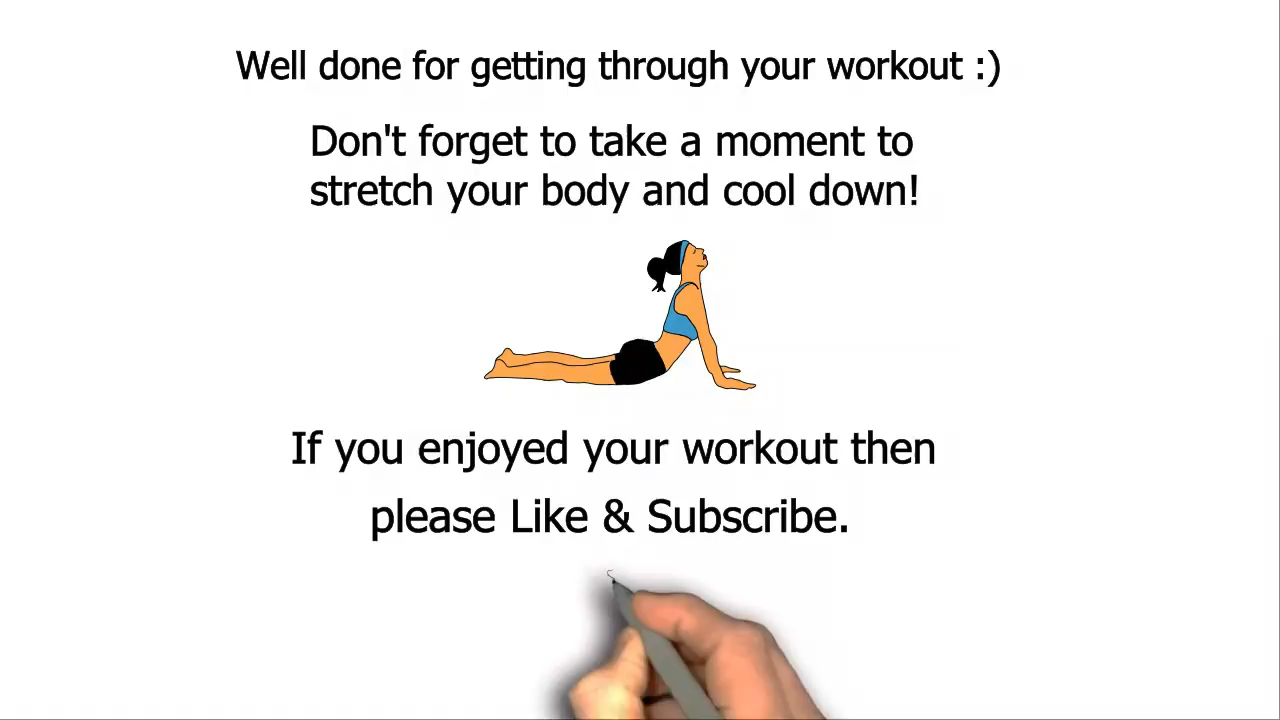 Well done for getting through your workout :)
Don't forget to take a moment to
stretch your body and cool down!
If you enjoyed your workout then
please Like & Subscribe.